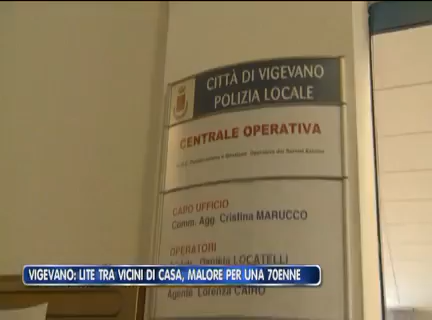 CITTÀ DI VIGEVANO
POLIZIA LOCALE
CENTRALE OPERATIVA
CAPO UFFICIO
Comm. Agg. Cristina MARUCCO
OPERATORI
Daniela LOCATELLI
VIGEVANO: LITE TRA VICINI DI CASA, MALORE PER UNA 70ENNE
Agente Lorenza CAIRO